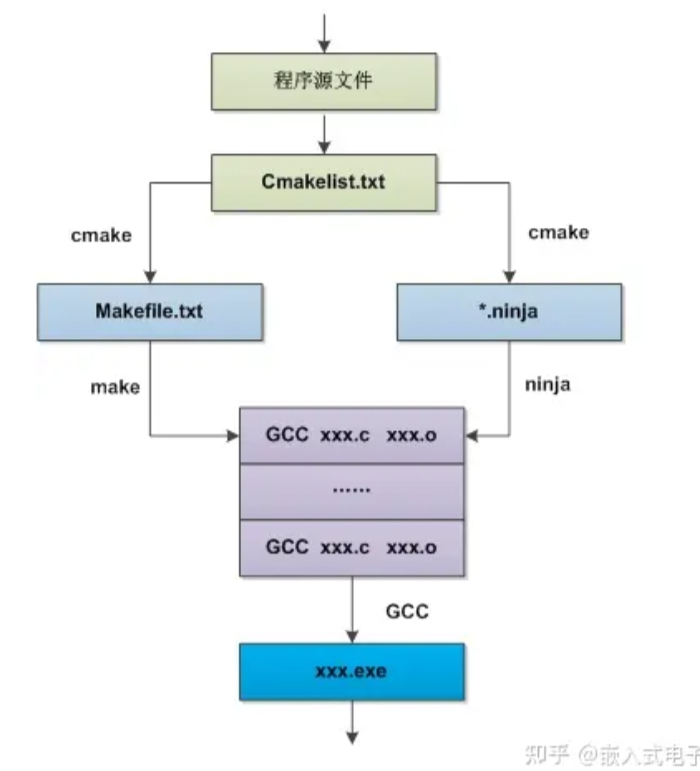 程序源文件
Cmakelist.txt
cmake
cmake
Makefile.txt
*.ninja
make
ninja
GCC xxx.c xxx.o
......
GCC xxx.c xxx.o
GCC
xxx.exe
知乎 @嵌入式电子